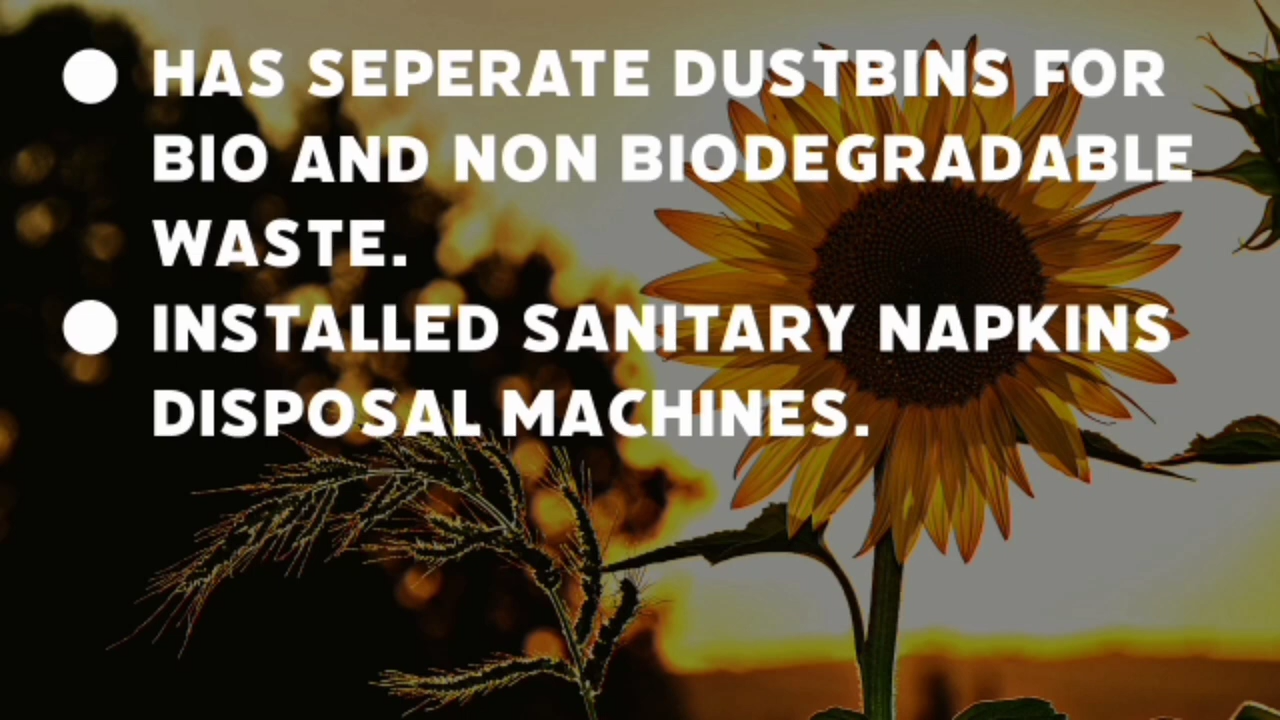 ● HAS SEPERATE DUSTBINS FOR
BIO AND NON BIODEGRADABLE
WASTE.
● INSTALLED SANITARY NAPKINS
DISPOSAL MACHINES.